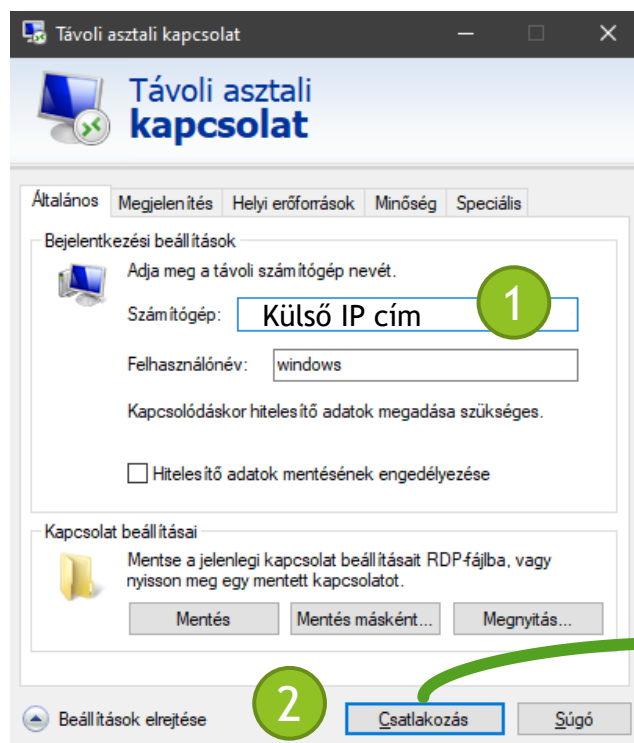 Távoli asztali kapcsolat
Távoli asztali
kapcsolat
Általános Megjelenítés Helyi erőforrások Minőség Speciális
Bejelentkezési beállítások
Adja meg a távoli számítógép nevét.
Számítógép: Külső IP cím 1
Felhasználónév: windows
Kapcsolódáskor hitelesítő adatok megadása szükséges.
Hitelesítő adatok mentésének engedélyezése
Kapcsolat beállításai
Mentse a jelenlegi kapcsolat beállításait RDP-fájlba, vagy
nyisson meg egy mentett kapcsolatot.
Mentés Mentés másként... Megnyitás...
Beállítások elrejtése 2 Csatlakozás Súgó